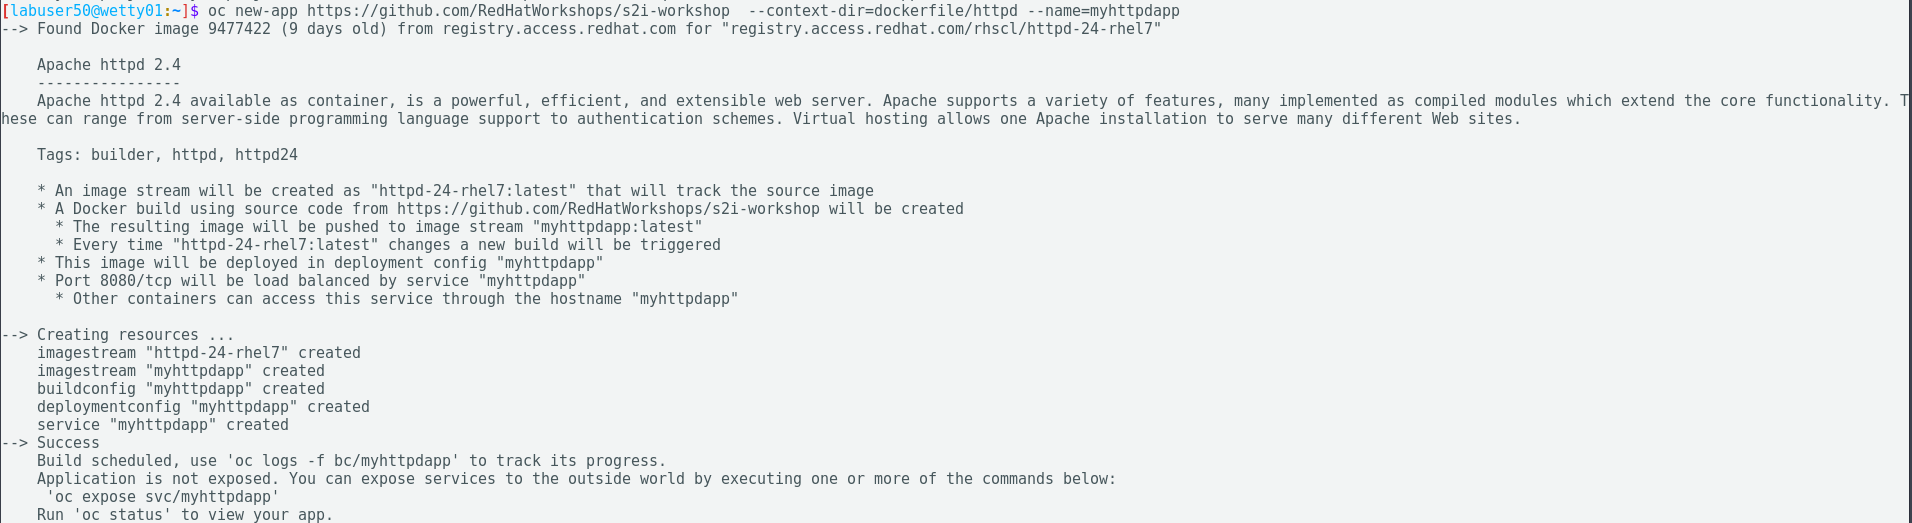 [labuser50@wetty01:~]$ oc new-app https://github.com/RedHatWorkshops/s2i-workshop  --context-dir=dockerfile/httpd --name=myhttpdapp
--> Found Docker image 9477422 (9 days old) from registry.access.redhat.com for "registry.access.redhat.com/rhscl/httpd-24-rhel7"

    Apache httpd 2.4
    ----------------
    Apache httpd 2.4 available as container, is a powerful, efficient, and extensible web server. Apache supports a variety of features, many implemented as compiled modules which extend the core functionality. T
hese can range from server-side programming language support to authentication schemes. Virtual hosting allows one Apache installation to serve many different Web sites.

    Tags: builder, httpd, httpd24

    * An image stream will be created as "httpd-24-rhel7:latest" that will track the source image
    * A Docker build using source code from https://github.com/RedHatWorkshops/s2i-workshop will be created
      * The resulting image will be pushed to image stream "myhttpdapp:latest"
      * Every time "httpd-24-rhel7:latest" changes a new build will be triggered
    * This image will be deployed in deployment config "myhttpdapp"
    * Port 8080/tcp will be load balanced by service "myhttpdapp"
      * Other containers can access this service through the hostname "myhttpdapp"

--> Creating resources ...
    imagestream "httpd-24-rhel7" created
    imagestream "myhttpdapp" created
    buildconfig "myhttpdapp" created
    deploymentconfig "myhttpdapp" created
    service "myhttpdapp" created
--> Success
    Build scheduled, use 'oc logs -f bc/myhttpdapp' to track its progress.
    Application is not exposed. You can expose services to the outside world by executing one or more of the commands below:
     'oc expose svc/myhttpdapp'
    Run 'oc status' to view your app.